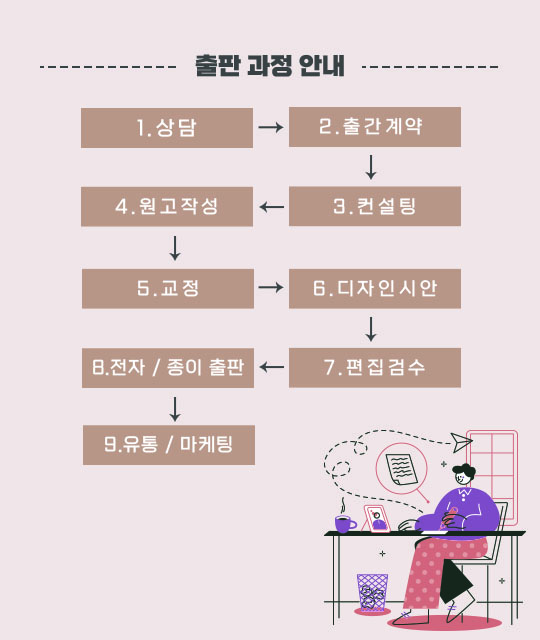 출판 과정 안내
1.상담
2.출간계약
3.컨설팅
4.원고작성
5.교정
6.디자인시안
7.편집검수
8.전자 / 종이 출판
9.유통 / 마케팅